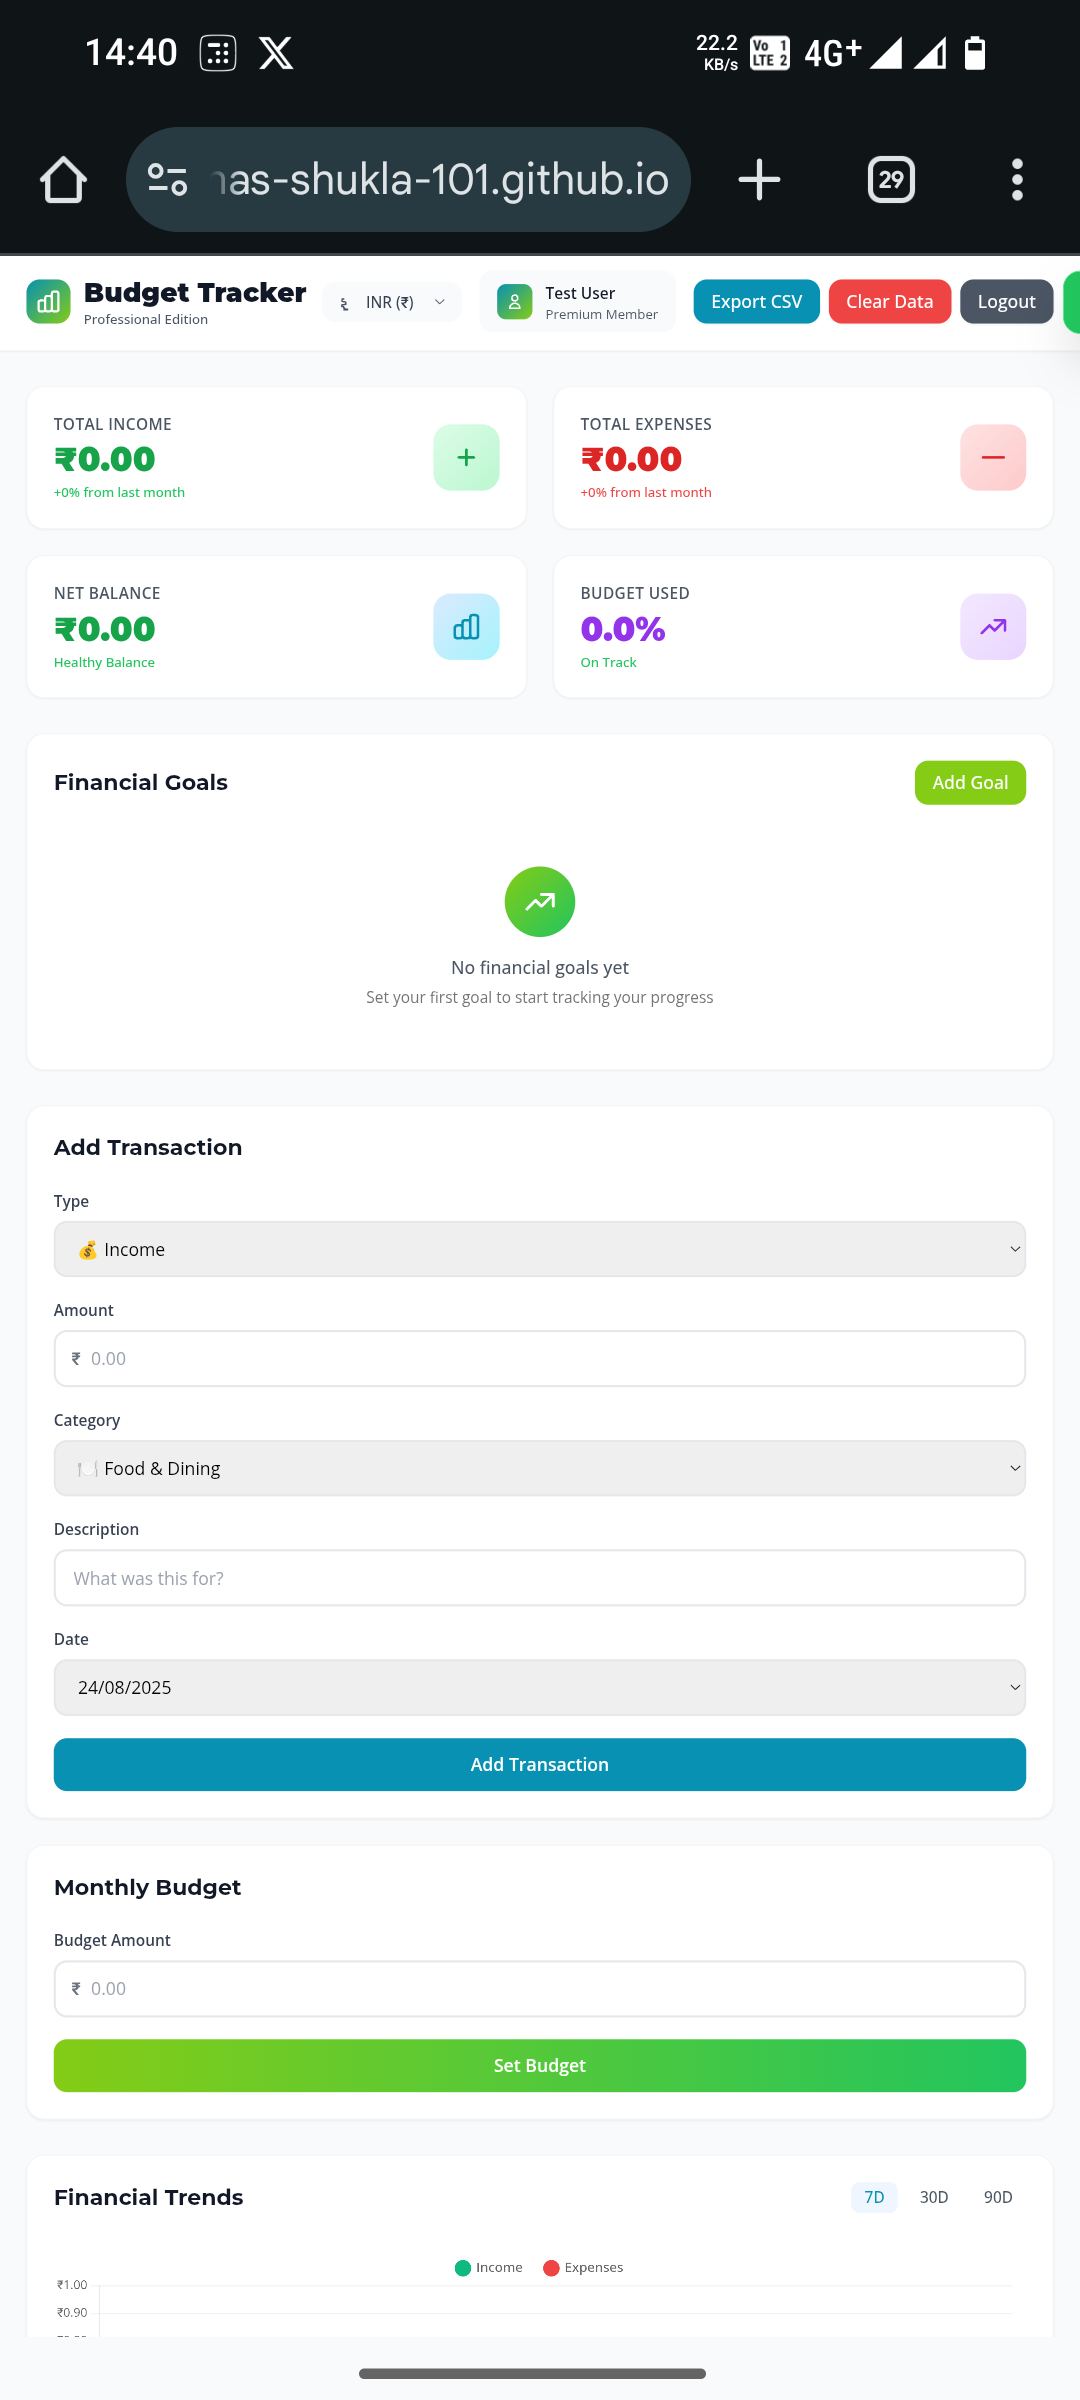 14:40
22.2 KB/s
Vo LTE 1 2
4G+
as-shukla-101.github.io
29
Budget Tracker
Professional Edition
INR (₹)
Test User
Premium Member
Export CSV
Clear Data
Logout
TOTAL INCOME
₹0.00
+0% from last month
TOTAL EXPENSES
₹0.00
+0% from last month
NET BALANCE
₹0.00
Healthy Balance
BUDGET USED
0.0%
On Track
Financial Goals
Add Goal
No financial goals yet
Set your first goal to start tracking your progress
Add Transaction
Type
💰 Income
Amount
₹ 0.00
Category
🍽️ Food & Dining
Description
What was this for?
Date
24/08/2025
Add Transaction
Monthly Budget
Budget Amount
₹ 0.00
Set Budget
Financial Trends
7D 30D 90D
Income Expenses
₹1.00
₹0.90